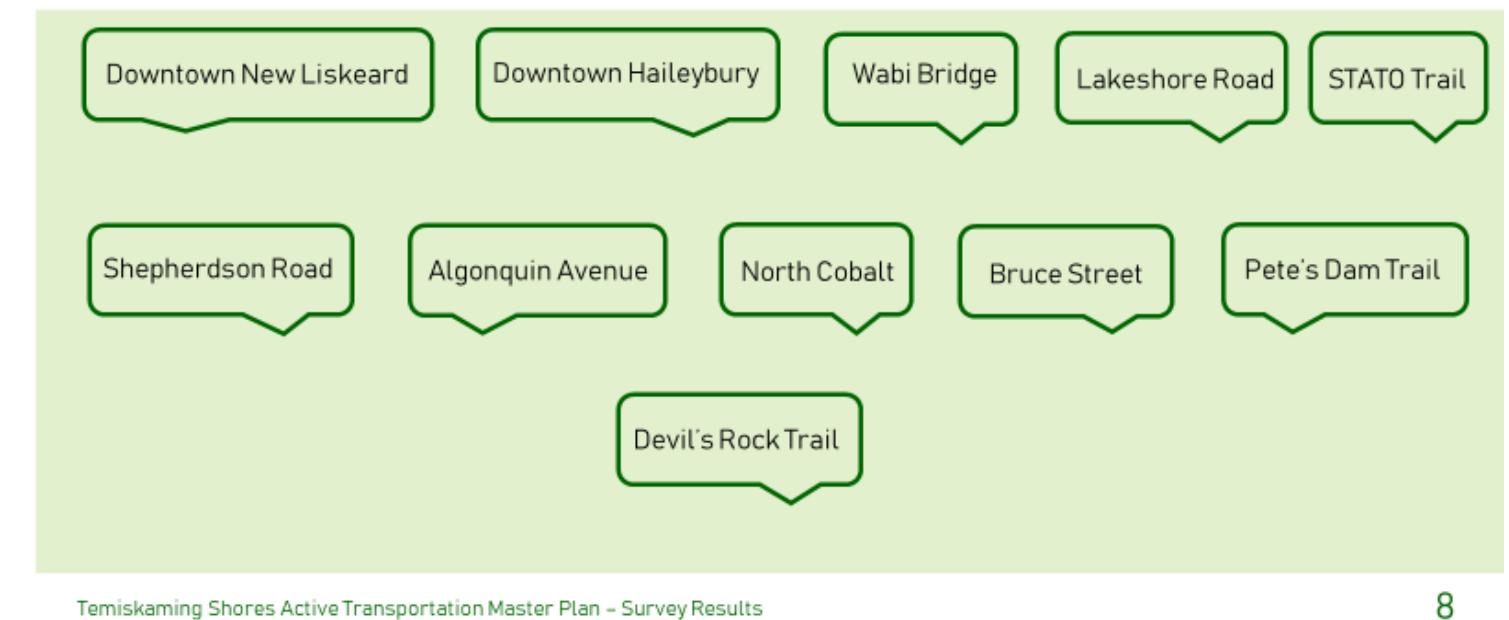 Downtown New Liskeard
Downtown Haileybury
Wabi Bridge
Lakeshore Road
STATO Trail
Shepherdson Road
Algonquin Avenue
North Cobalt
Bruce Street
Pete's Dam Trail
Devil's Rock Trail
Temiskaming Shores Active Transportation Master Plan – Survey Results
8